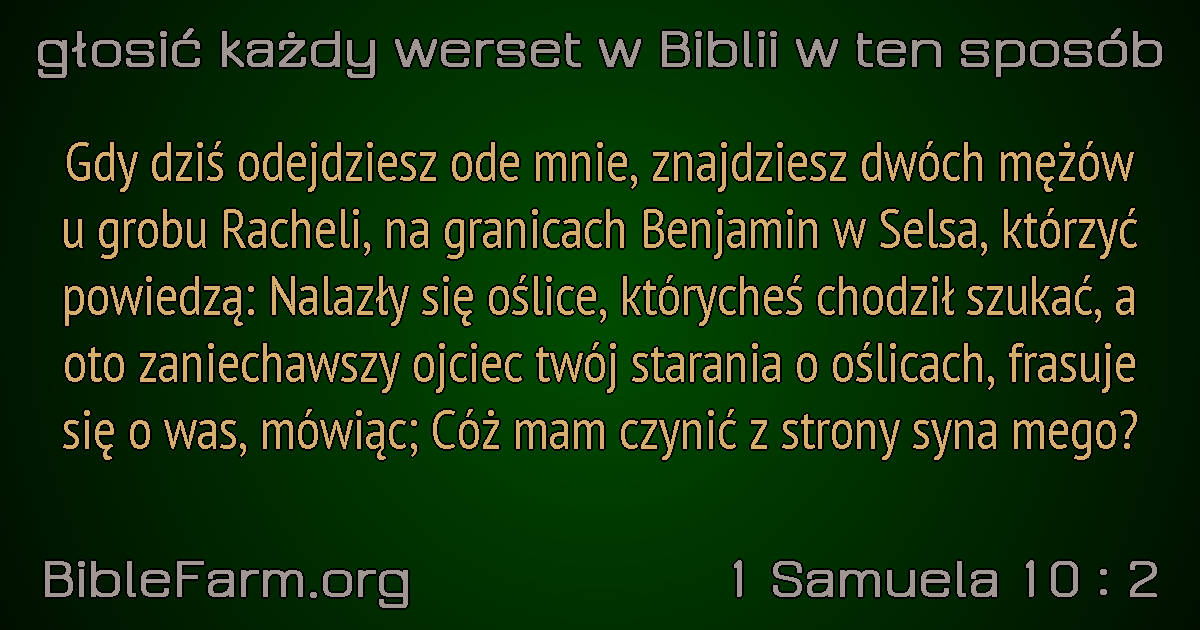 głosić każdy werset w Biblii w ten sposób
Gdy dziś odejdziesz ode mnie, znajdziesz dwóch mężów
u grobu Racheli, na granicach Benjamin w Selsa, którzyć
powiedzą: Nalazły się oślice, którycheś chodził szukać, a
oto zaniechawszy ojciec twój starania o oślicach, frasuje
się o was, mówiąc; Cóż mam czynić z strony syna mego?
BibleFarm.org
1 Samuela 10 : 2